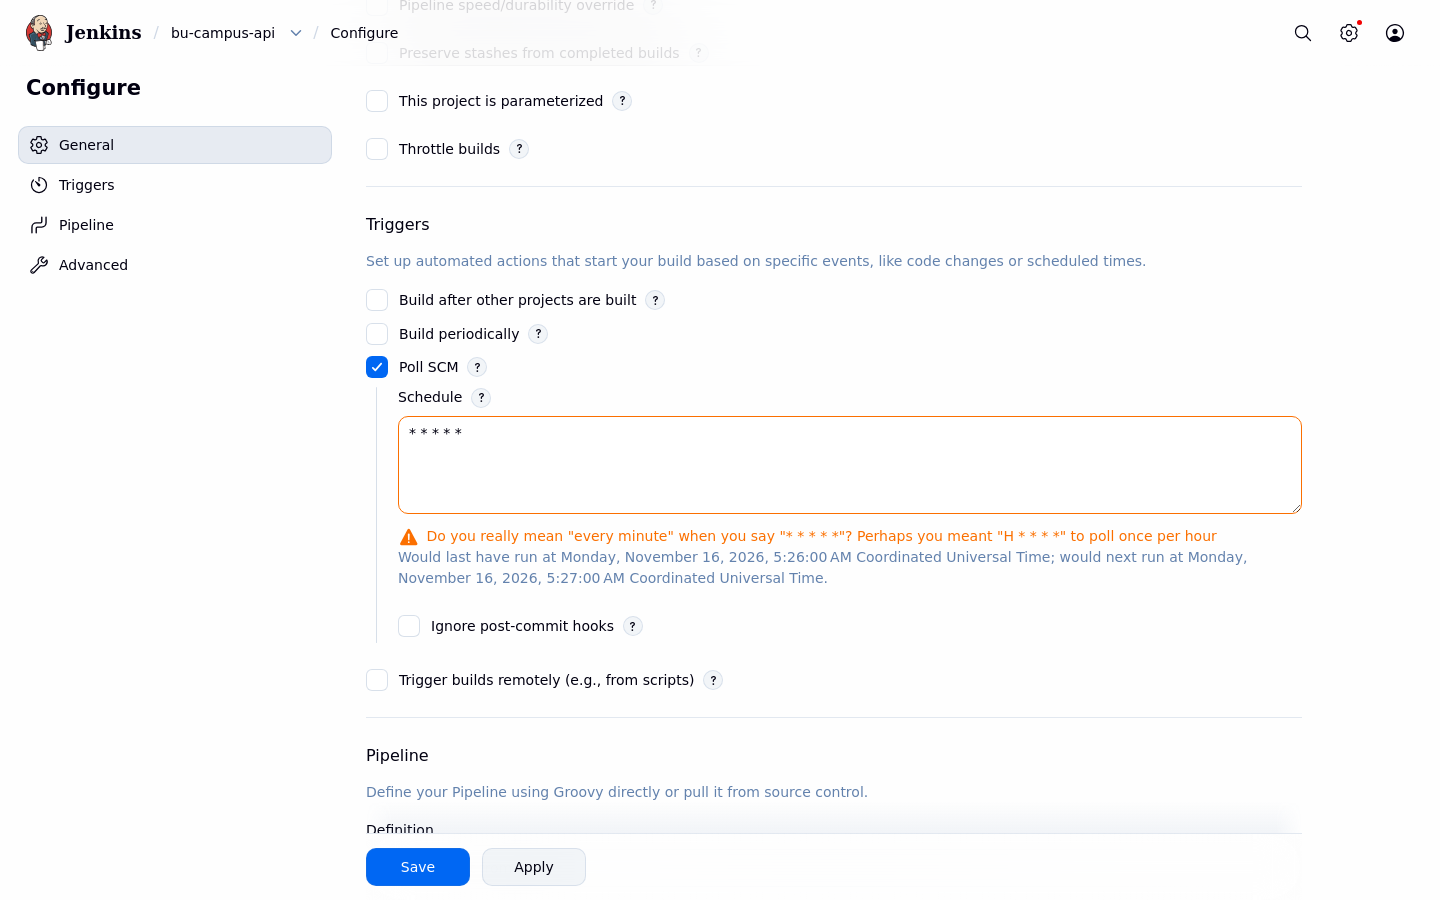 Pipeline speed/durability override ?
Jenkins / bu-campus-api / Configure
Preserve stashes from completed builds ?
Configure
This project is parameterized ?
General
Throttle builds ?
Triggers
Pipeline
Advanced
Triggers
Set up automated actions that start your build based on specific events, like code changes or scheduled times.
Build after other projects are built ?
Build periodically ?
Poll SCM ?
Schedule ?
* * * * *
Do you really mean "every minute" when you say "* * * * *"? Perhaps you meant "H * * * *" to poll once per hour
Would last have run at Monday, November 16, 2026, 5:26:00 AM Coordinated Universal Time; would next run at Monday,
November 16, 2026, 5:27:00 AM Coordinated Universal Time.
Ignore post-commit hooks ?
Trigger builds remotely (e.g., from scripts) ?
Pipeline
Define your Pipeline using Groovy directly or pull it from source control.
Definition
Save
Apply